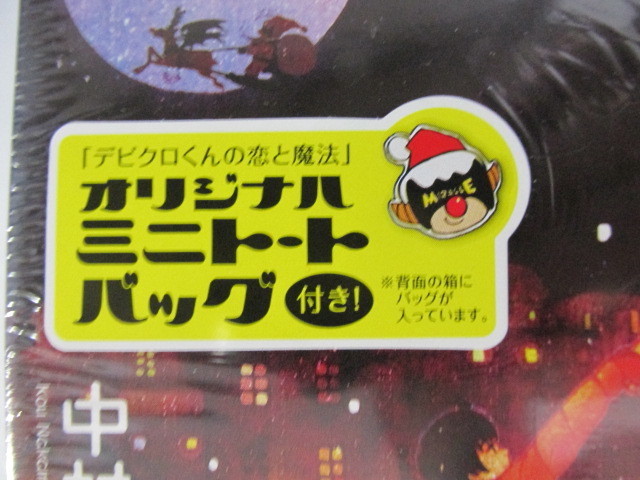 「デビクロくんの恋と魔法」
オリジナル
ミニトート
バッグ
付き!
※背面の箱に
バッグが
入っています。
中村